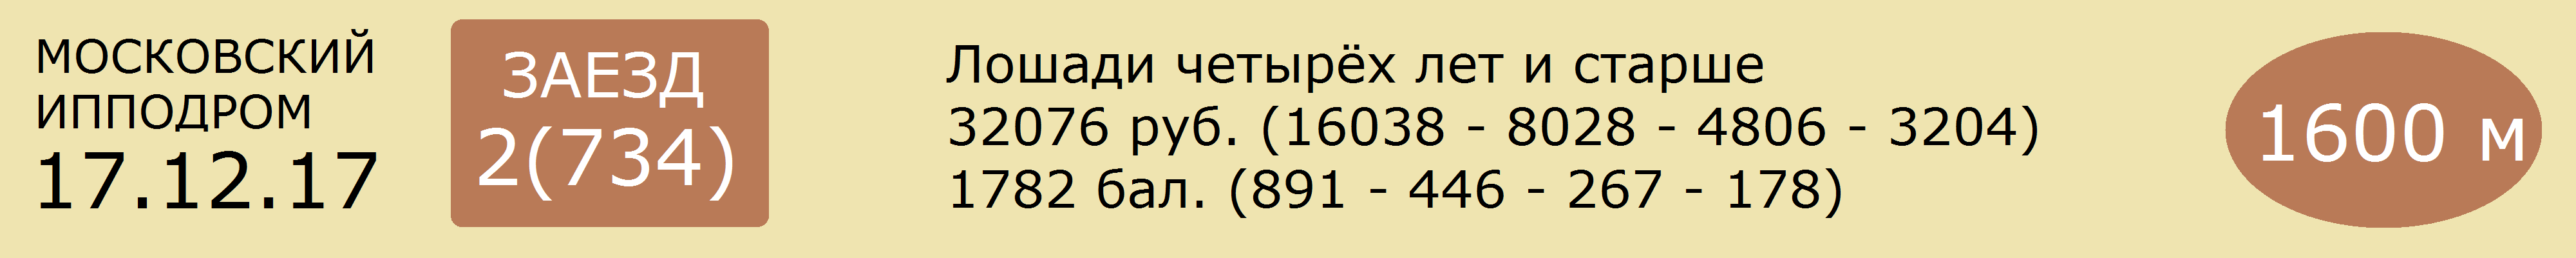 МОСКОВСКИЙ
ИППОДРОМ
17.12.17
ЗАЕЗД
2(734)
Лошади четырёх лет и старше
32076 руб. (16038 - 8028 - 4806 - 3204)
1782 бал. (891 - 446 - 267 - 178)
1600 м